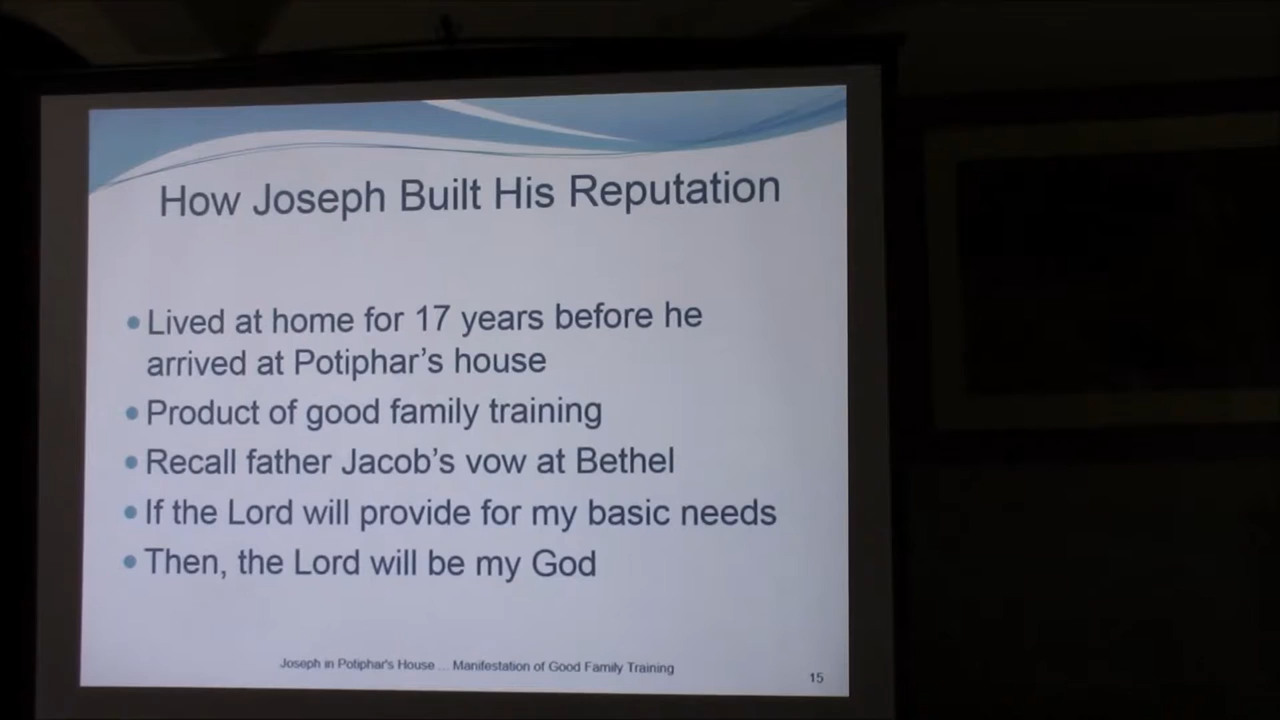 How Joseph Built His Reputation
• Lived at home for 17 years before he
arrived at Potiphar's house
• Product of good family training
• Recall father Jacob's vow at Bethel
• If the Lord will provide for my basic needs
• Then, the Lord will be my God
Joseph in Potiphar's House ... Manifestation of Good Family Training
15